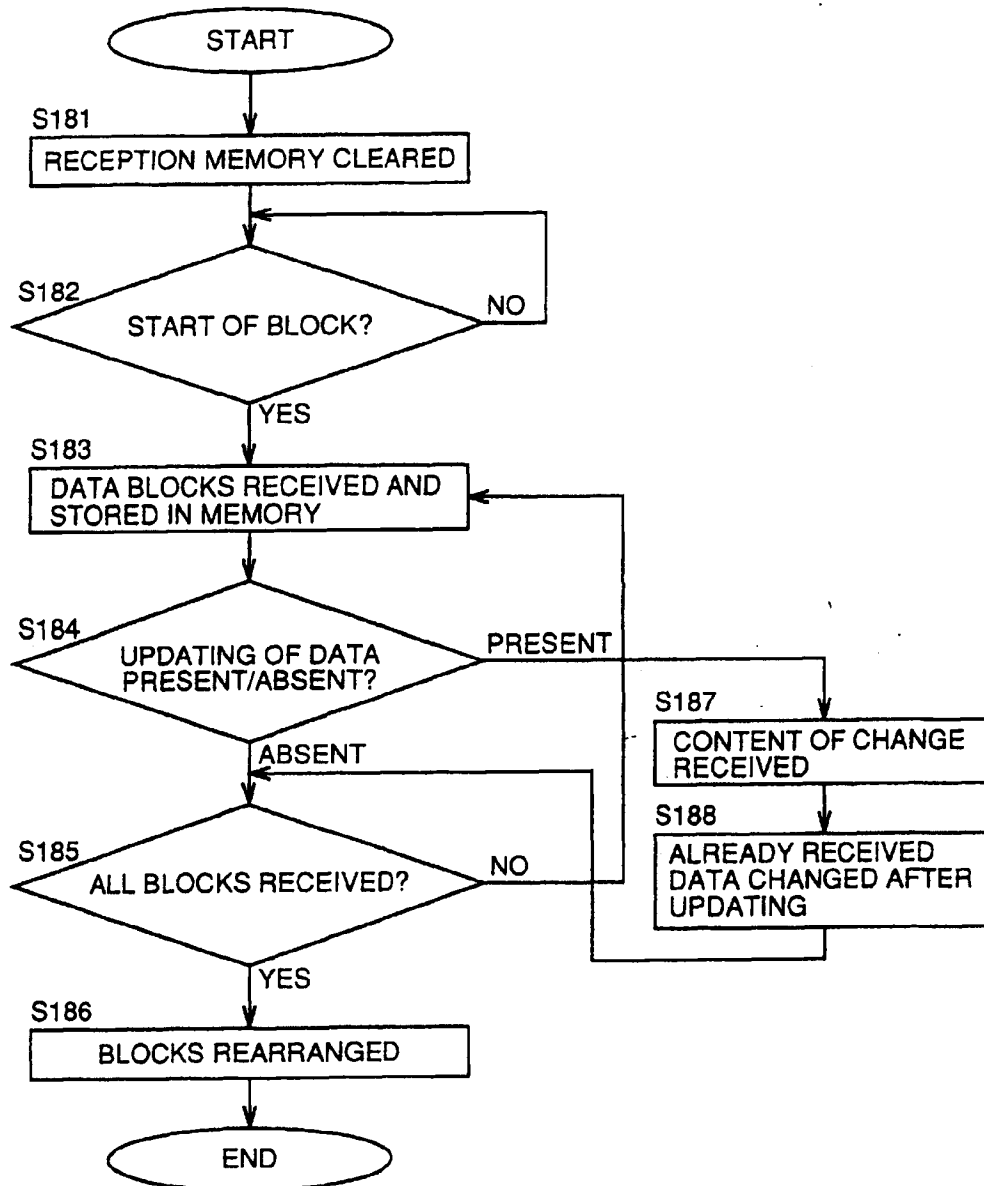 START
S181
RECEPTION MEMORY CLEARED
S182
START OF BLOCK?
NO
YES
S183
DATA BLOCKS RECEIVED AND
STORED IN MEMORY
S184
UPDATING OF DATA
PRESENT/ABSENT?
PRESENT
ABSENT
S187
CONTENT OF CHANGE
RECEIVED
S188
ALREADY RECEIVED
DATA CHANGED AFTER
UPDATING
S185
ALL BLOCKS RECEIVED?
NO
YES
S186
BLOCKS REARRANGED
END